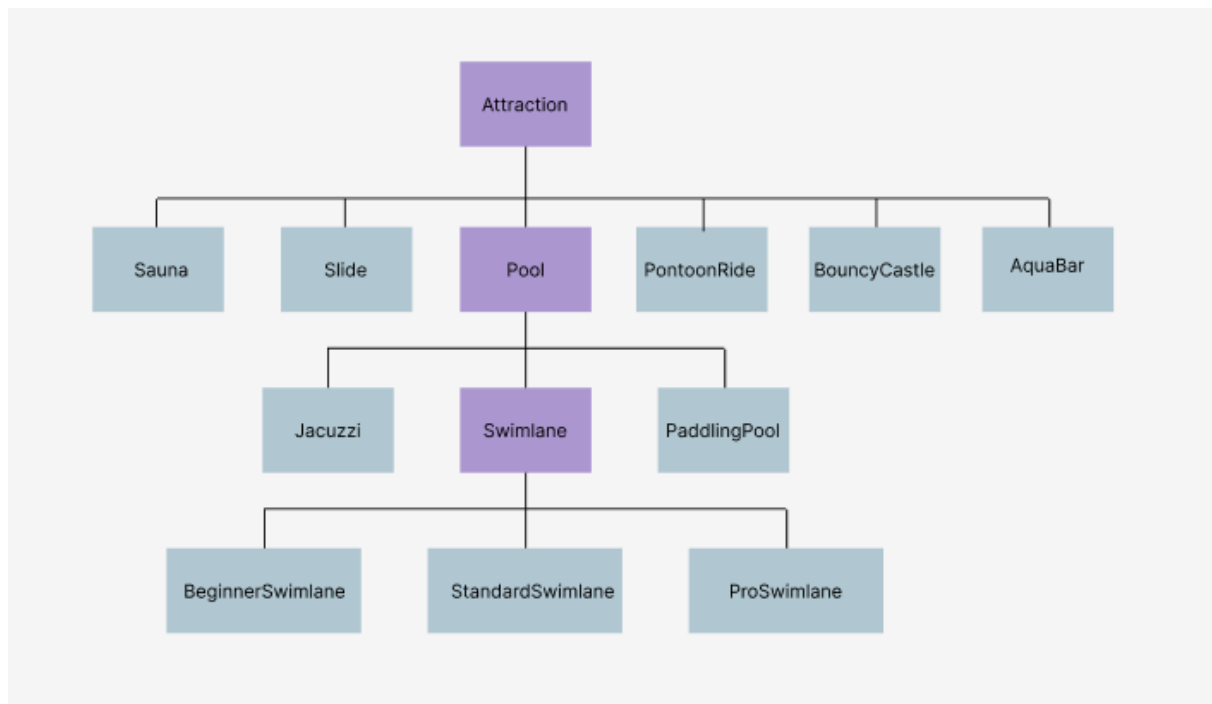 Attraction
Sauna
Slide
Pool
PontoonRide
BouncyCastle
AquaBar
Jacuzzi
Swimlane
PaddlingPool
BeginnerSwimlane
StandardSwimlane
ProSwimlane